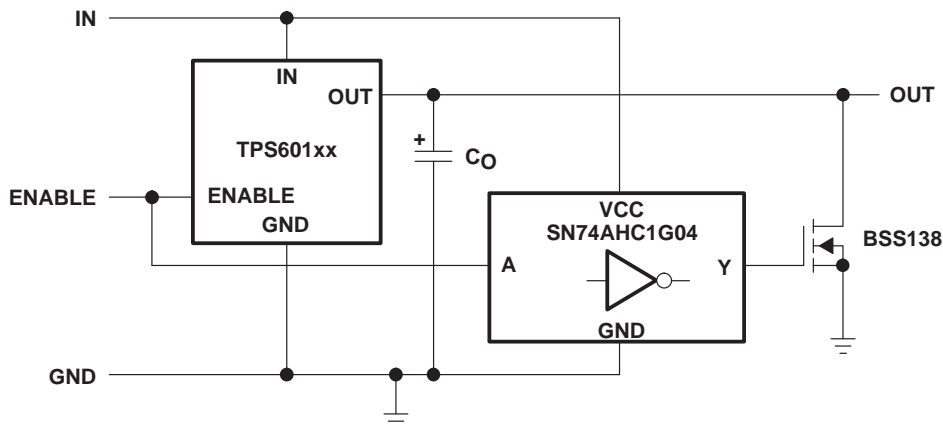 IN
IN
OUT
OUT
TPS601xx
+
CO
ENABLE
ENABLE
GND
VCC
SN74AHC1G04
A
Y
BSS138
GND
GND